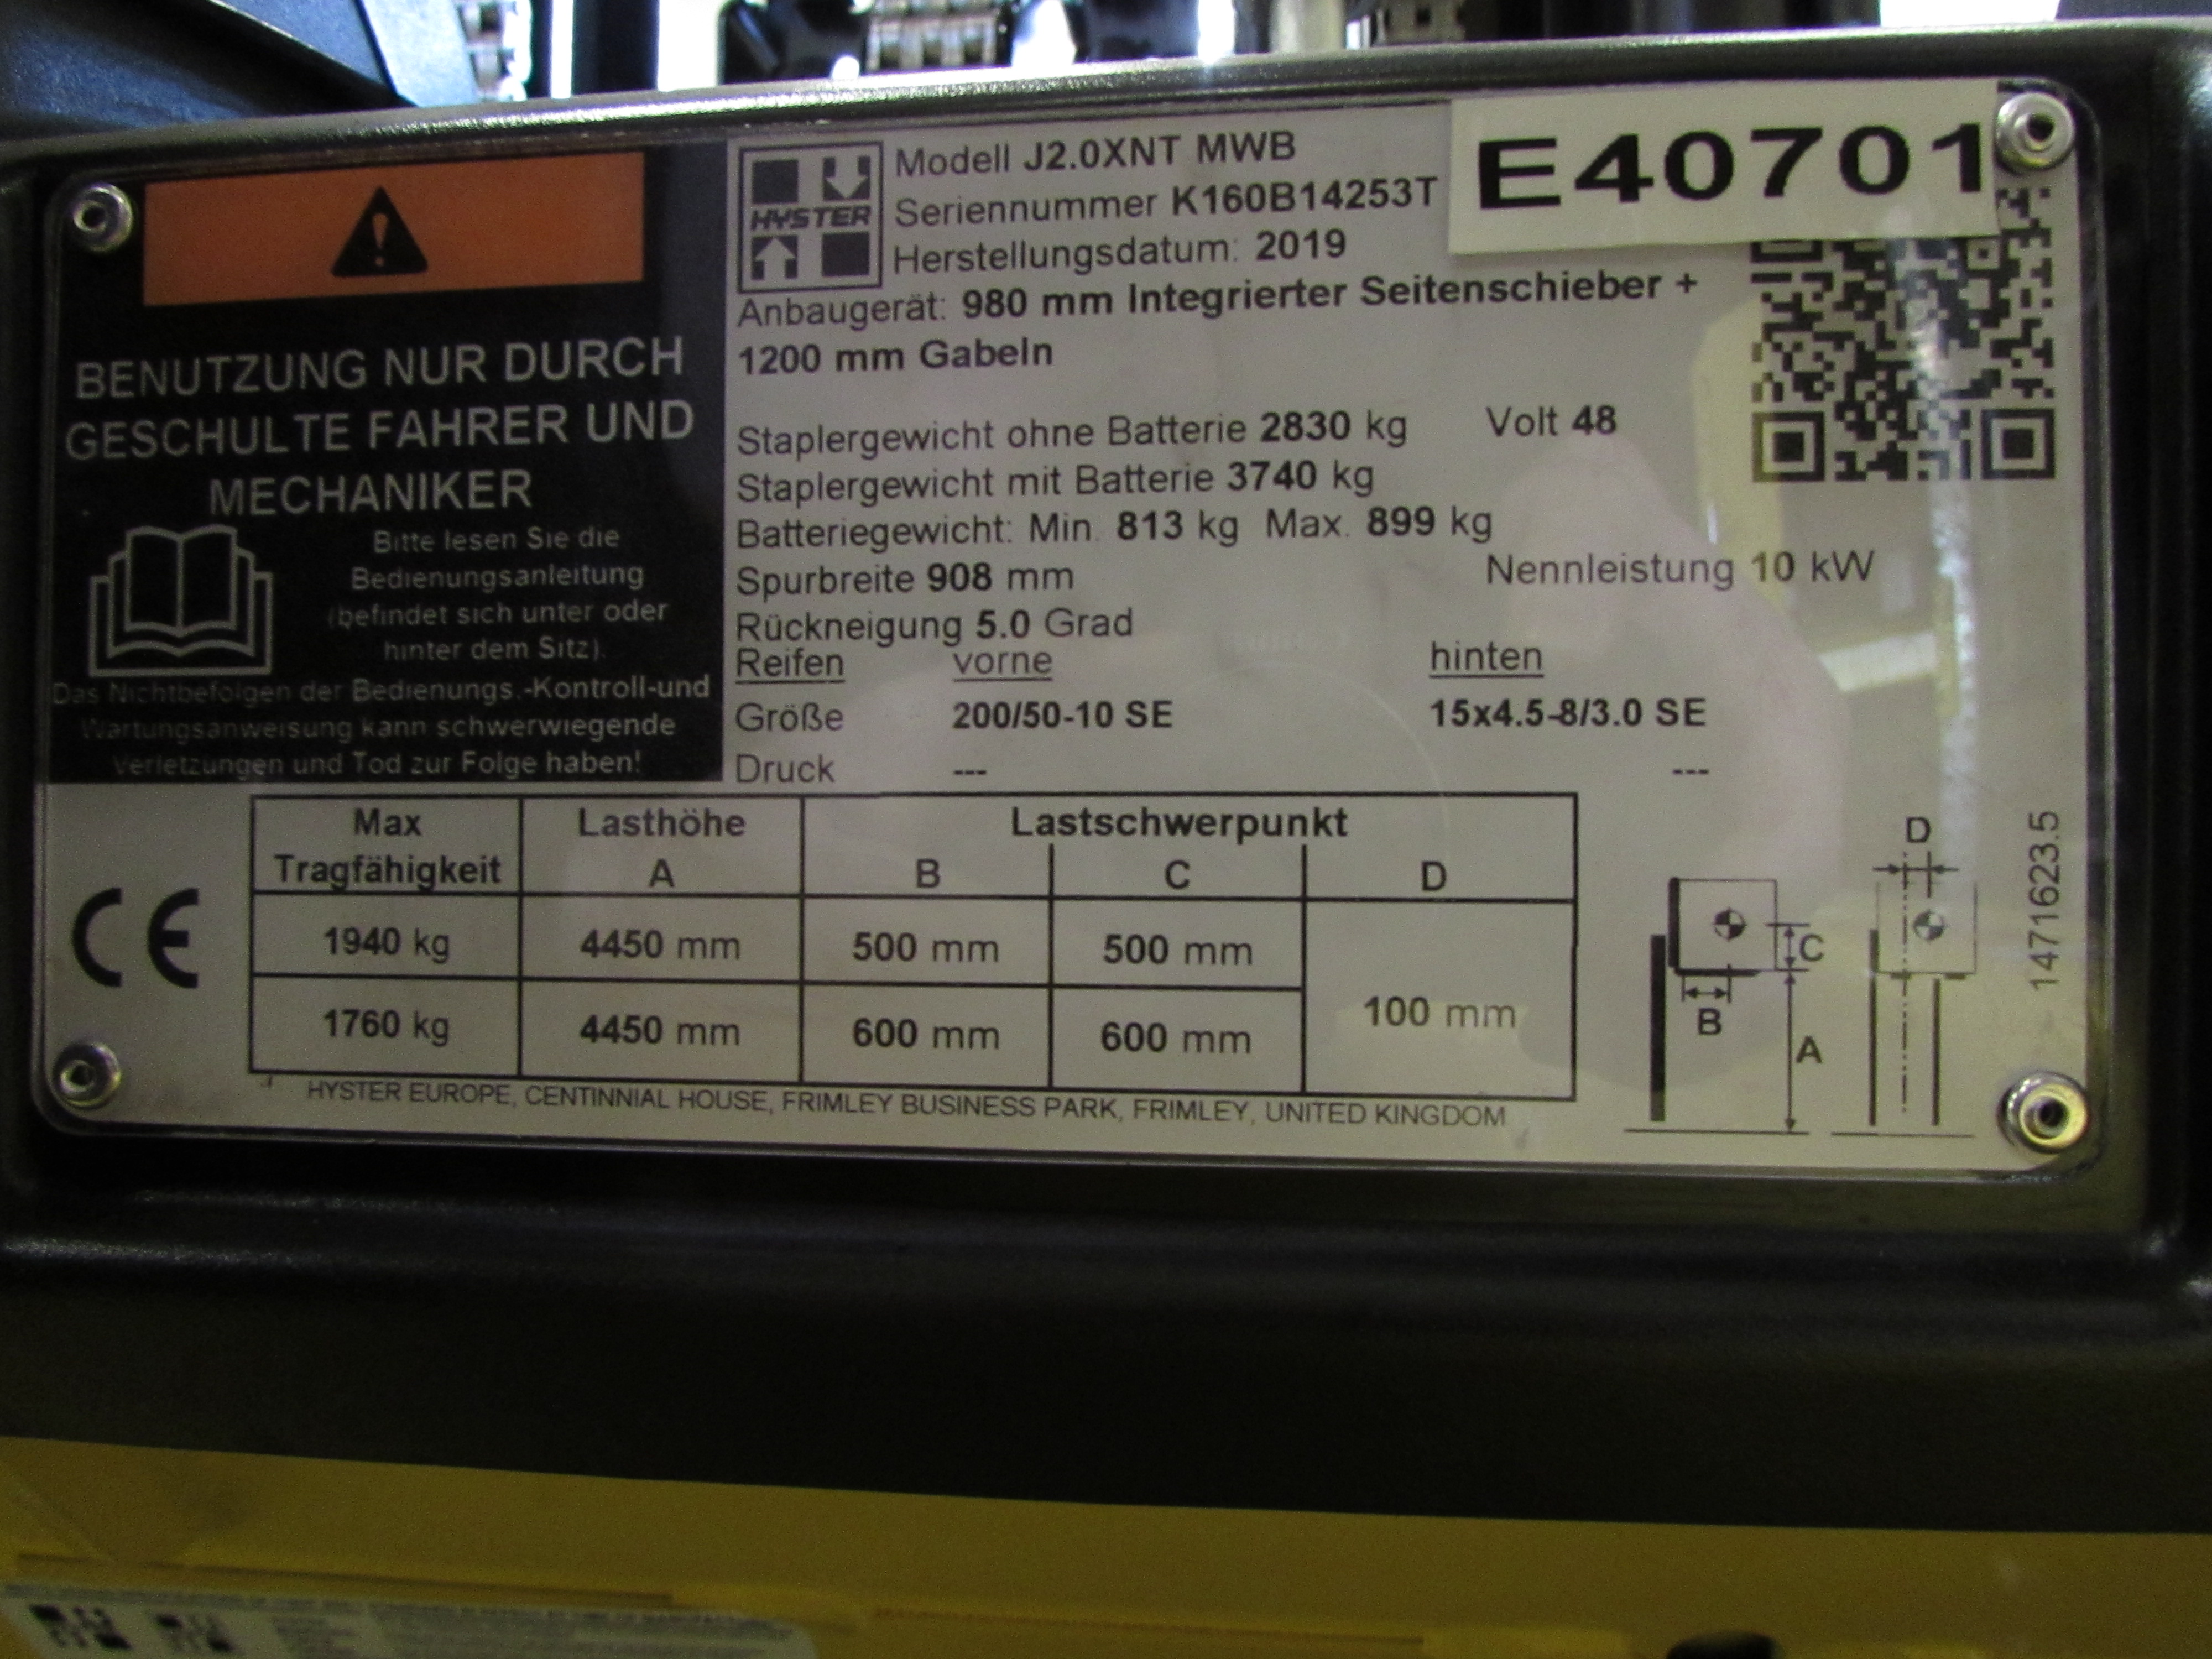 E40701
HYSTER
Modell J2.0XNT MWB
Seriennummer K160B14253T
Herstellungsdatum: 2019
Anbaugerät: 980 mm Integrierter Seitenschieber +
1200 mm Gabeln
Staplergewicht ohne Batterie 2830 kg Volt 48
Staplergewicht mit Batterie 3740 kg
Batteriegewicht: Min. 813 kg Max. 899 kg
Spurbreite 908 mm Nennleistung 10 kW
Rückneigung 5.0 Grad
Reifen vorne hinten
Größe 200/50-10 SE 15x4.5-8/3.0 SE
Druck --- ---
BENUTZUNG NUR DURCH
GESCHULTE FAHRER UND
MECHANIKER
Bitte lesen Sie die
Bedienungsanleitung
(befindet sich unter oder
hinter dem Sitz).
Das Nichtbefolgen der Bedienungs.-Kontroll-und
Wartungsanweisung kann schwerwiegende
Verletzungen und Tod zur Folge haben!
CE
Max Lasthöhe Lastschwerpunkt
Tragfähigkeit A B C D
1940 kg 4450 mm 500 mm 500 mm
100 mm
1760 kg 4450 mm 600 mm 600 mm
HYSTER EUROPE, CENTINNIAL HOUSE, FRIMLEY BUSINESS PARK, FRIMLEY, UNITED KINGDOM
D
C
B
A
1471623.5